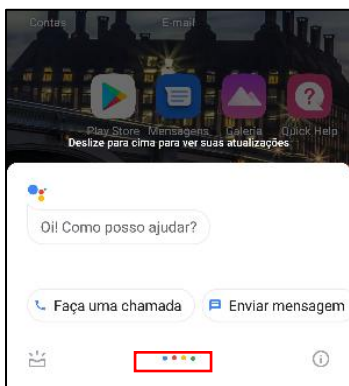 Contas E-mail
Play Store Mensagens Galeria Quick Help
Deslize para cima para ver suas atualizações
Oi! Como posso ajudar?
Faça uma chamada Enviar mensagem